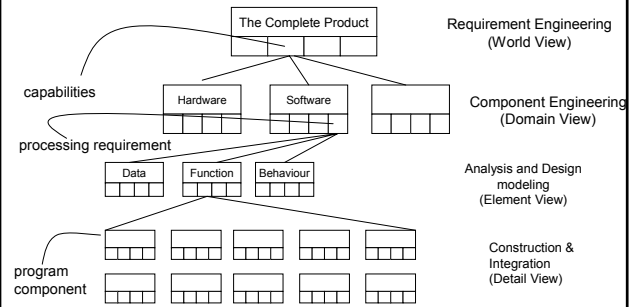 The Complete Product
Requirement Engineering
(World View)
capabilities
Hardware
Software
Component Engineering
(Domain View)
processing requirement
Data
Function
Behaviour
Analysis and Design
modeling
(Element View)
program
component
Construction &
Integration
(Detail View)